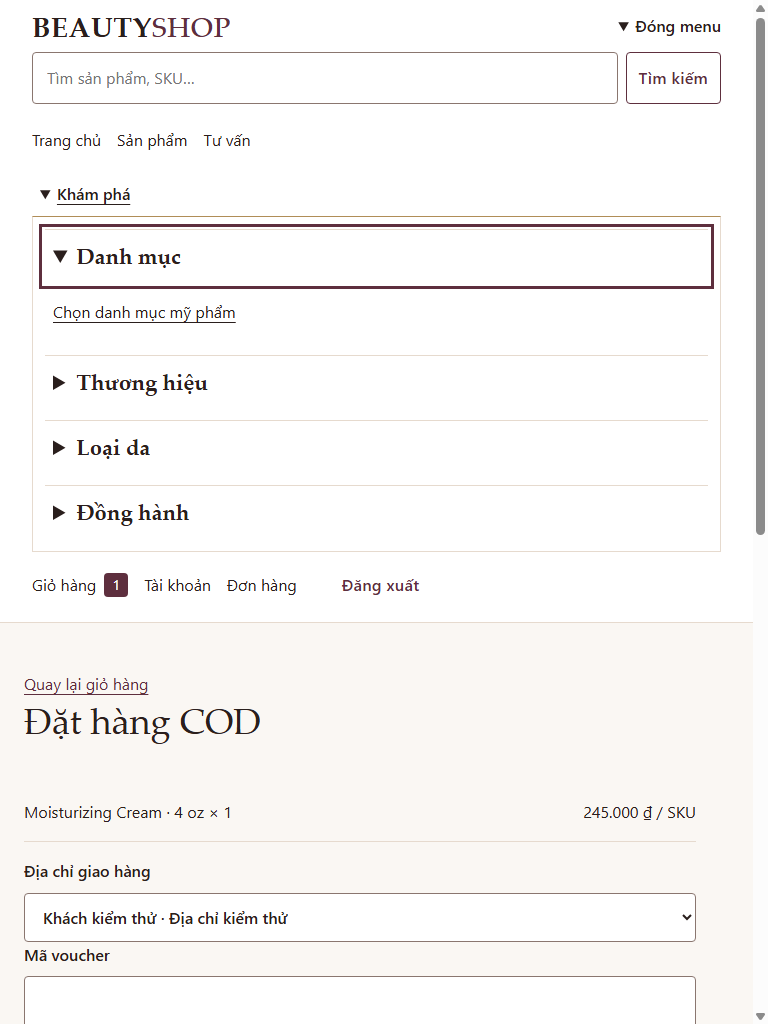 BEAUTYSHOP
▼ Đóng menu
Tìm sản phẩm, SKU...
Tìm kiếm
Trang chủ Sản phẩm Tư vấn
▼ Khám phá
▼ Danh mục
Chọn danh mục mỹ phẩm
▶ Thương hiệu
▶ Loại da
▶ Đồng hành
Giỏ hàng 1 Tài khoản Đơn hàng Đăng xuất
Quay lại giỏ hàng
Đặt hàng COD
Moisturizing Cream · 4 oz × 1 245.000 ₫ / SKU
Địa chỉ giao hàng
Khách kiểm thử · Địa chỉ kiểm thử
Mã voucher